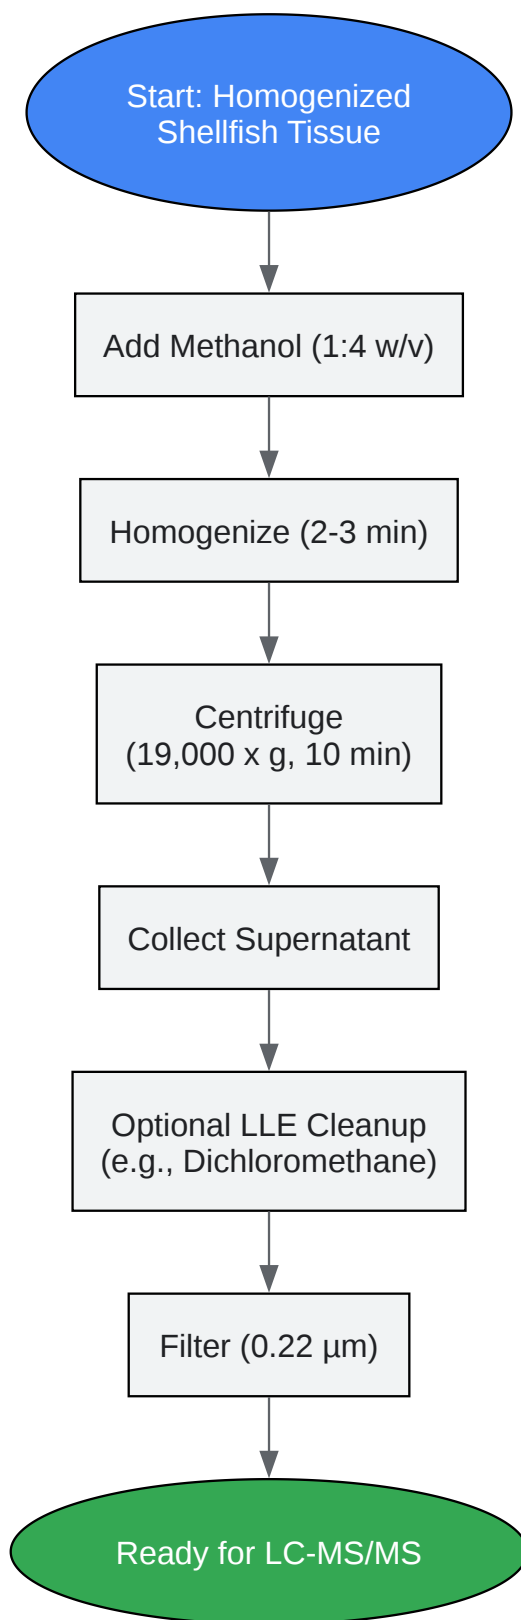 Start: Homogenized
Shellfish Tissue
Add Methanol (1:4 w/v)
Homogenize (2-3 min)
Centrifuge
(19,000 x g, 10 min)
Collect Supernatant
Optional LLE Cleanup
(e.g., Dichloromethane)
Filter (0.22 µm)
Ready for LC-MS/MS